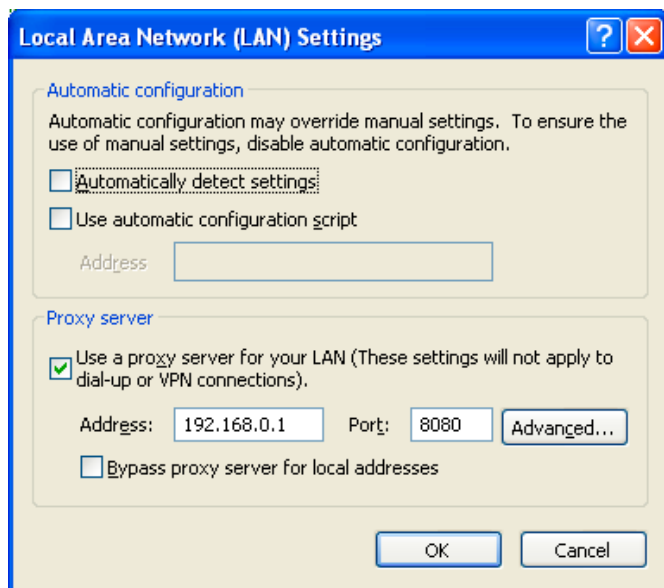 Local Area Network (LAN) Settings
Automatic configuration
Automatic configuration may override manual settings. To ensure the
use of manual settings, disable automatic configuration.
Automatically detect settings
Use automatic configuration script
Address
Proxy server
Use a proxy server for your LAN (These settings will not apply to
dial-up or VPN connections).
Address: 192.168.0.1 Port: 8080 Advanced...
Bypass proxy server for local addresses
OK Cancel